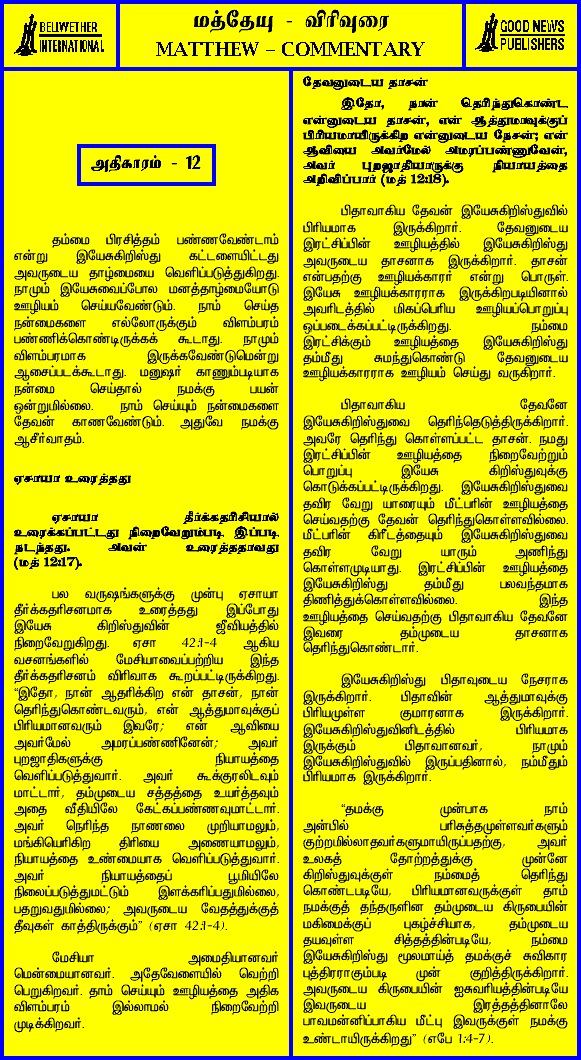 BELIWETHER
INTERNATIONAL
மத்தேயு - விரிவுரை
MATTHEW – COMMENTARY
GOOD NEWS
PUBLISHERS
அதிகாரம் - 12
தம்மை பிரசித்தம் பண்ணவேண்டாம்
என்று இயேசுகிறிஸ்து கட்டளையிட்டது
அவருடைய தாழ்மையை வெளிப்படுத்துகிறது.
நாமும் இயேசுவைப்போல மனத்தாழ்மையோடு
ஊழியம் செய்யவேண்டும். நாம் செய்த
நன்மைகளை எல்லோருக்கும் விளம்பரம்
பண்ணிக்கொண்டிருக்கக் கூடாது. நாமும்
விளம்பரமாக இருக்கவேண்டுமென்று
ஆசைப்படக்கூடாது. மனுஷர் காணும்படியாக
நன்மை செய்தால் நமக்கு பயன்
ஒன்றுமில்லை. நாம் செய்யும் நன்மைகளை
தேவன் காணவேண்டும். அதுவே நமக்கு
ஆசீர்வாதம்.
ஏசாயா உரைத்தது
ஏசாயா தீர்க்கதரிசியால்
உரைக்கப்பட்டது நிறைவேறும்படி இப்படி
நடந்தது. அவன் உரைத்ததாவது
(மத் 12:17).
பல வருஷங்களுக்கு முன்பு ஏசாயா
தீர்க்கதரிசனமாக உரைத்தது இப்போது
இயேசு கிறிஸ்துவின் ஜீவியத்தில்
நிறைவேறுகிறது. ஏசா 42:1-4 ஆகிய
வசனங்களில் மேசியாவைப்பற்றிய இந்த
தீர்க்கதரிசனம் விரிவாக கூறப்பட்டிருக்கிறது.
“இதோ, நான் ஆதரிக்கிற என் தாசன், நான்
தெரிந்துகொண்டவரும், என் ஆத்துமாவுக்குப்
பிரியமானவரும் இவரே; என் ஆவியை
அவர்மேல் அமரப்பண்ணினேன்; அவர்
புறஜாதிகளுக்கு நியாயத்தை
வெளிப்படுத்துவார். அவர் கூக்குரலிடவும்
மாட்டார், தம்முடைய சத்தத்தை உயர்த்தவும்
அதை வீதியிலே கேட்கப்பண்ணவுமாட்டார்.
அவர் நெரிந்த நாணலை முறியாமலும்,
மங்கியெரிகிற திரியை அணையாமலும்,
நியாயத்தை உண்மையாக வெளிப்படுத்துவார்.
அவர் நியாயத்தைப் பூமியிலே
நிலைப்படுத்துமட்டும் இளக்கரிப்பதுமில்லை,
பதறுவதுமில்லை; அவருடைய வேதத்துக்குத்
தீவுகள் காத்திருக்கும்” (ஏசா 42:1-4).
மேசியா அமைதியானவர்
மென்மையானவர். அதேவேளையில் வெற்றி
பெறுகிறவர். தாம் செய்யும் ஊழியத்தை அதிக
விளம்பரம் இல்லாமல் நிறைவேற்றி
முடிக்கிறவர்.
தேவனுடைய தாசன்
இதோ, நான் தெரிந்துகொண்ட
என்னுடைய தாசன், என் ஆத்துமாவுக்குப்
பிரியமாயிருக்கிற என்னுடைய நேசன்; என்
ஆவியை அவர்மேல் அமரப்பண்ணுவேன்,
அவர் புறஜாதியாருக்கு நியாயத்தை
அறிவிப்பார் (மத் 12:18).
பிதாவாகிய தேவன் இயேசுகிறிஸ்துவில்
பிரியமாக இருக்கிறார். தேவனுடைய
இரட்சிப்பின் ஊழியத்தில் இயேசுகிறிஸ்து
அவருடைய தாசனாக இருக்கிறார். தாசன்
என்பதற்கு ஊழியக்காரர் என்று பொருள்.
இயேசு ஊழியக்காரராக இருக்கிறபடியினால்
அவரிடத்தில் மிகப்பெரிய ஊழியப்பொறுப்பு
ஒப்படைக்கப்பட்டிருக்கிறது. நம்மை
இரட்சிக்கும் ஊழியத்தை இயேசுகிறிஸ்து
தம்மீது சுமந்துகொண்டு தேவனுடைய
ஊழியக்காரராக ஊழியம் செய்து வருகிறார்.
பிதாவாகிய தேவனே
இயேசுகிறிஸ்துவை தெரிந்தெடுத்திருக்கிறார்.
அவரே தெரிந்து கொள்ளப்பட்ட தாசன். நமது
இரட்சிப்பின் ஊழியத்தை நிறைவேற்றும்
பொறுப்பு இயேசு கிறிஸ்துவுக்கு
கொடுக்கப்பட்டிருக்கிறது. இயேசுகிறிஸ்துவை
தவிர வேறு யாரையும் மீட்பரின் ஊழியத்தை
செய்வதற்கு தேவன் தெரிந்துகொள்ளவில்லை.
மீட்பரின் கிரீடத்தையும் இயேசுகிறிஸ்துவை
தவிர வேறு யாரும் அணிந்து
கொள்ளமுடியாது. இரட்சிப்பின் ஊழியத்தை
இயேசுகிறிஸ்து தம்மீது பலவந்தமாக
திணித்துக்கொள்ளவில்லை. இந்த
ஊழியத்தை செய்வதற்கு பிதாவாகிய தேவனே
இவரை தம்முடைய தாசனாக
தெரிந்துகொண்டார்.
இயேசுகிறிஸ்து பிதாவுடைய நேசராக
இருக்கிறார். பிதாவின் ஆத்துமாவுக்கு
பிரியமுள்ள குமாரனாக இருக்கிறார்.
இயேசுகிறிஸ்துவினிடத்தில் பிரியமாக
இருக்கும் பிதாவானவர், நாமும்
இயேசுகிறிஸ்துவில் இருப்பதினால், நம்மீதும்
பிரியமாக இருக்கிறார்.
“தமக்கு முன்பாக நாம்
அன்பில் பரிசுத்தமுள்ளவர்களும்
குற்றமில்லாதவர்களுமாயிருப்பதற்கு, அவர்
உலகத் தோற்றத்துக்கு முன்னே
கிறிஸ்துவுக்குள் நம்மைத் தெரிந்து
கொண்டபடியே, பிரியமானவருக்குள் தாம்
நமக்குத் தந்தருளின தம்முடைய கிருபையின்
மகிமைக்குப் புகழ்ச்சியாக, தம்முடைய
தயவுள்ள சித்தத்தின்படியே, நம்மை
இயேசுகிறிஸ்து மூலமாய்த் தமக்குச் சுவிகார
புத்திரராகும்படி முன் குறித்திருக்கிறார்.
அவருடைய கிருபையின் ஐசுவரியத்தின்படியே
இவருடைய இரத்தத்தினாலே
பாவமன்னிப்பாகிய மீட்பு இவருக்குள் நமக்கு
உண்டாயிருக்கிறது” (எபே 1:4-7).